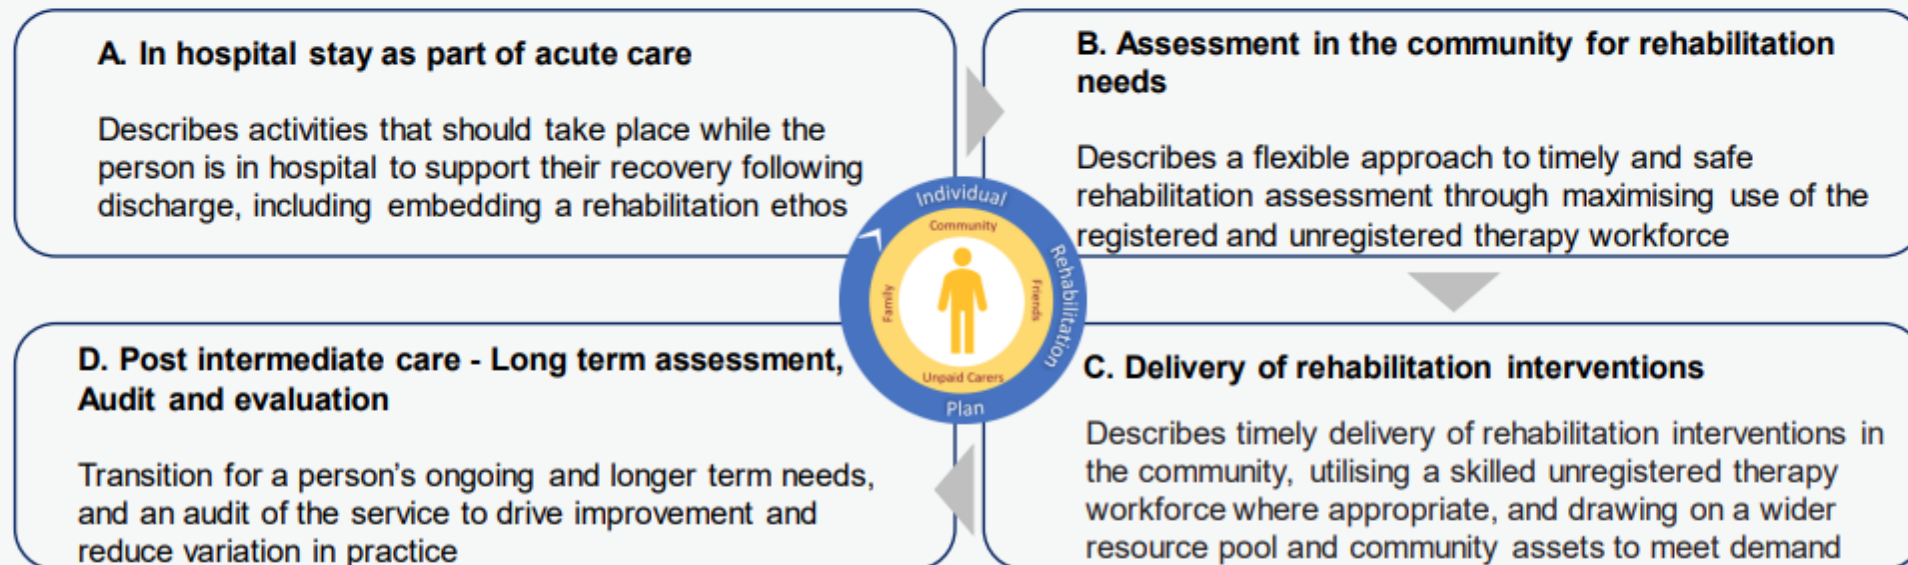 A. In hospital stay as part of acute care
Describes activities that should take place while the
person is in hospital to support their recovery following
discharge, including embedding a rehabilitation ethos
B. Assessment in the community for rehabilitation
needs
Describes a flexible approach to timely and safe
rehabilitation assessment through maximising use of the
registered and unregistered therapy workforce
Individual
Rehabilitation
Plan
Community
Friends
Unpaid Carers
Family
C. Delivery of rehabilitation interventions
Describes timely delivery of rehabilitation interventions in
the community, utilising a skilled unregistered therapy
workforce where appropriate, and drawing on a wider
resource pool and community assets to meet demand
D. Post intermediate care - Long term assessment,
Audit and evaluation
Transition for a person's ongoing and longer term needs,
and an audit of the service to drive improvement and
reduce variation in practice